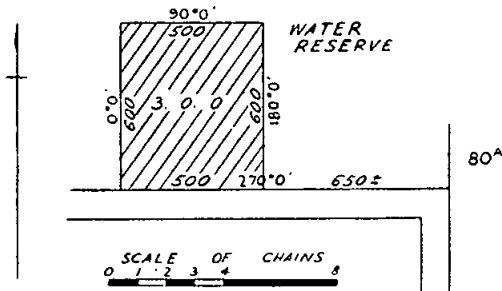 90°0'
500
WATER
RESERVE
0°0'
600
3. 0. 0
600
180°0'
80A
500
270°0'
650±
SCALE OF CHAINS
0 1 2 3 4 8